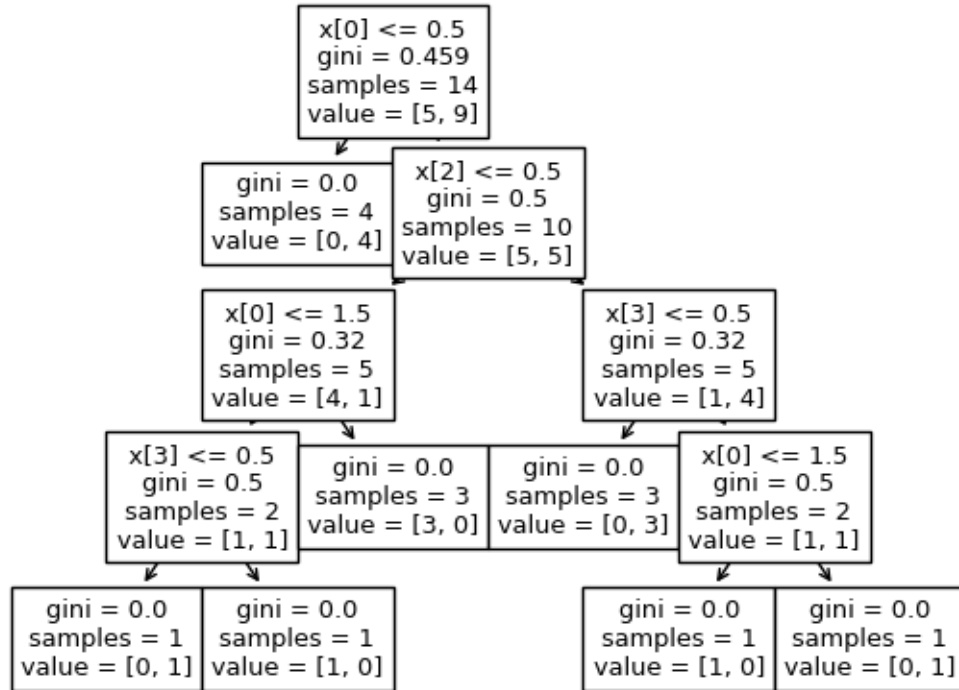 x[0] <= 0.5
gini = 0.459
samples = 14
value = [5, 9]
gini = 0.0
samples = 4
value = [0, 4]
x[2] <= 0.5
gini = 0.5
samples = 10
value = [5, 5]
x[0] <= 1.5
gini = 0.32
samples = 5
value = [4, 1]
x[3] <= 0.5
gini = 0.32
samples = 5
value = [1, 4]
x[3] <= 0.5
gini = 0.5
samples = 2
value = [1, 1]
gini = 0.0
samples = 3
value = [3, 0]
gini = 0.0
samples = 3
value = [0, 3]
x[0] <= 1.5
gini = 0.5
samples = 2
value = [1, 1]
gini = 0.0
samples = 1
value = [0, 1]
gini = 0.0
samples = 1
value = [1, 0]
gini = 0.0
samples = 1
value = [1, 0]
gini = 0.0
samples = 1
value = [0, 1]